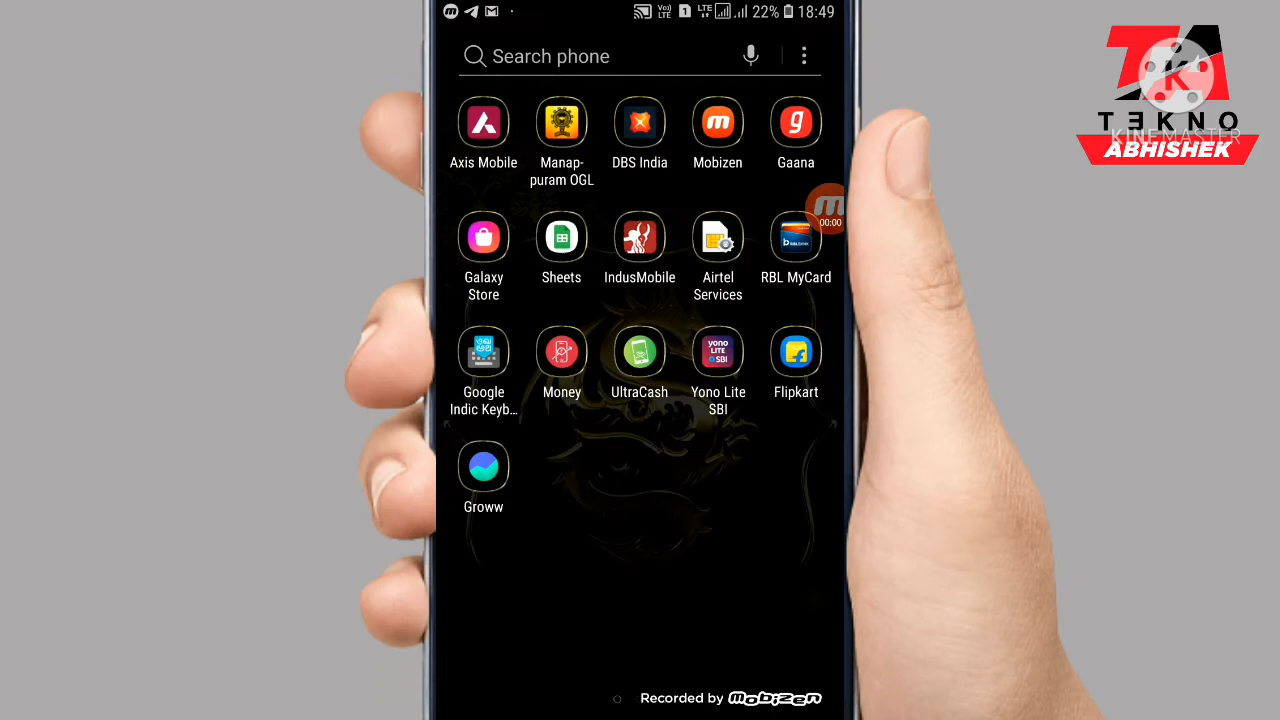 22% 18:49
Search phone
Axis Mobile
Manap-
puram OGL
DBS India
Mobizen
Gaana
00:00
Galaxy
Store
Sheets
IndusMobile
Airtel
Services
RBL MyCard
Google
Indic Keyb…
Money
UltraCash
Yono Lite
SBI
Flipkart
Groww
Recorded by mobizen
TEKNO
KINEMASTER
ABHISHEK